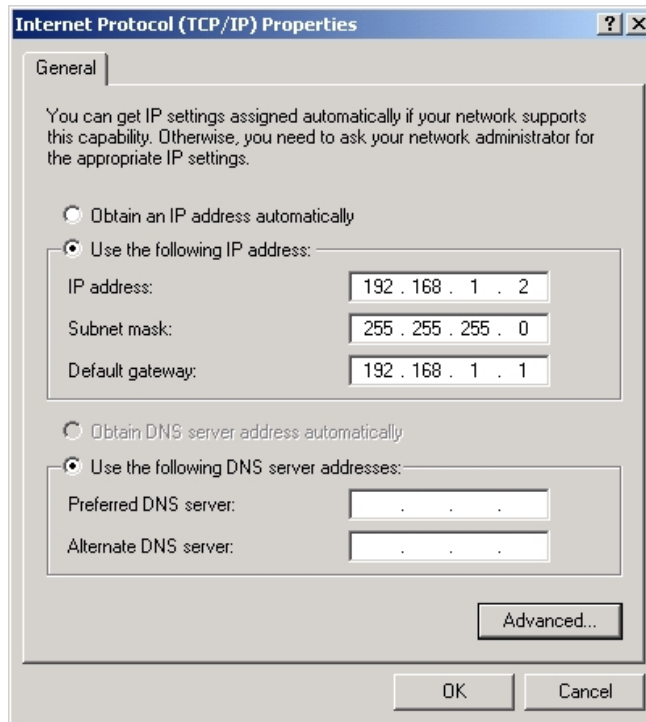 Internet Protocol (TCP/IP) Properties
General
You can get IP settings assigned automatically if your network supports
this capability. Otherwise, you need to ask your network administrator for
the appropriate IP settings.
Obtain an IP address automatically
Use the following IP address:
IP address: 192 . 168 . 1 . 2
Subnet mask: 255 . 255 . 255 . 0
Default gateway: 192 . 168 . 1 . 1
Obtain DNS server address automatically
Use the following DNS server addresses:
Preferred DNS server: . . .
Alternate DNS server: . . .
Advanced...
OK Cancel